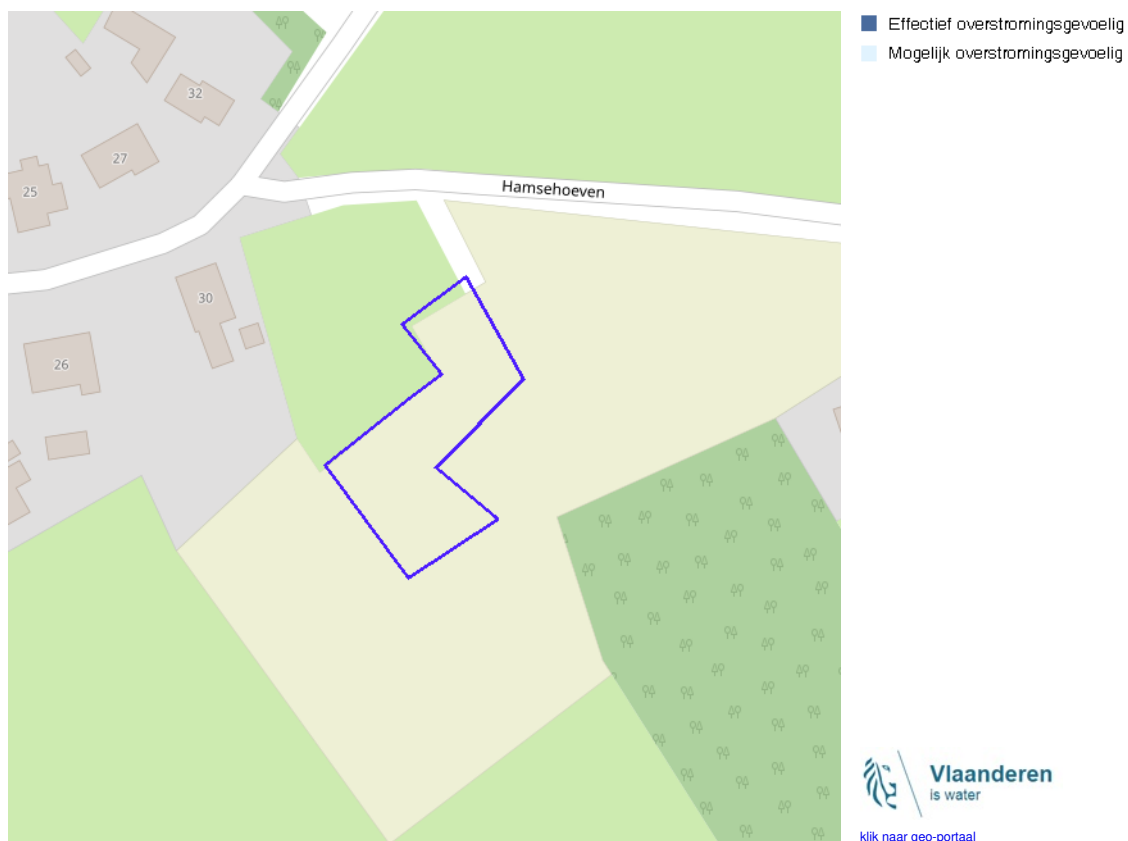 Effectief overstromingsgevoelig
Mogelijk overstromingsgevoelig
32
27
25
Hamsehoeven
30
26
Vlaanderen
is water
klik naar geo-portaal